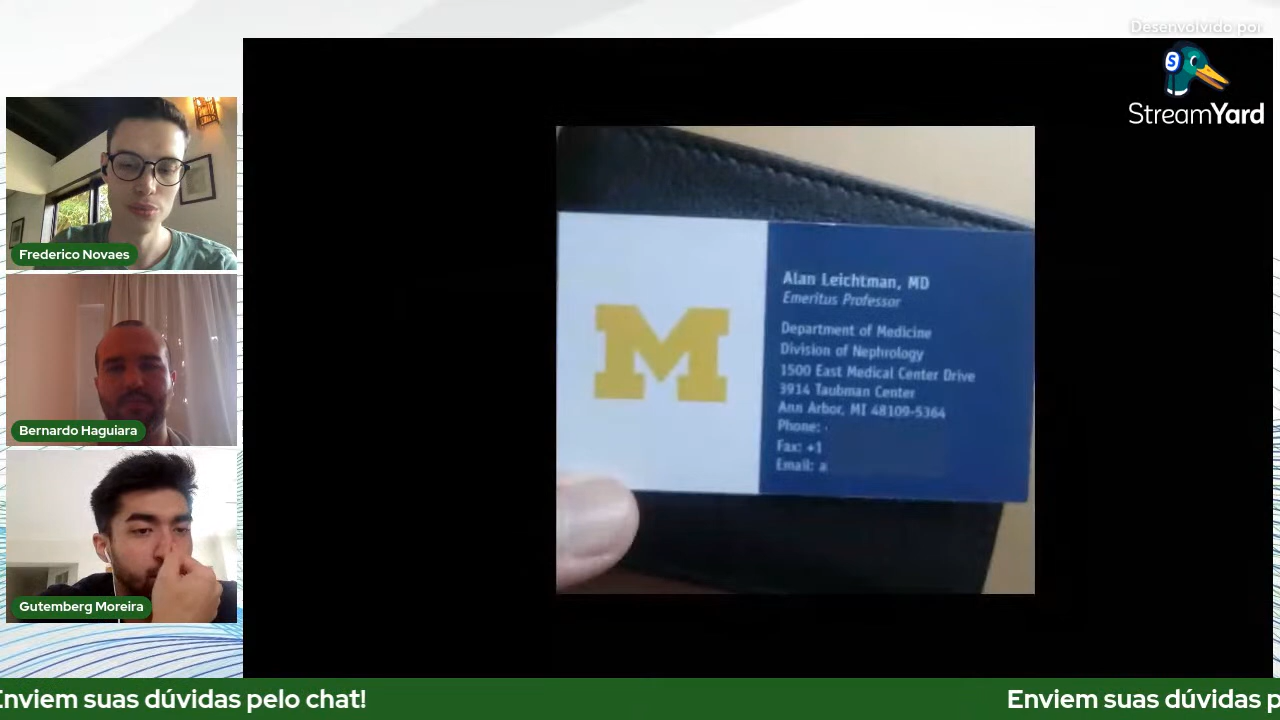 Desenvolvido por
StreamYard
Frederico Novaes
Bernardo Haguiara
Gutemberg Moreira
M
Alan Leichtman, MD
Emeritus Professor
Department of Medicine
Division of Nephrology
1500 East Medical Center Drive
3914 Taubman Center
Ann Arbor, MI 48109-5364
Phone:
Fax: +1
Email: a
Enviem suas dúvidas pelo chat!
Enviem suas dúvidas p